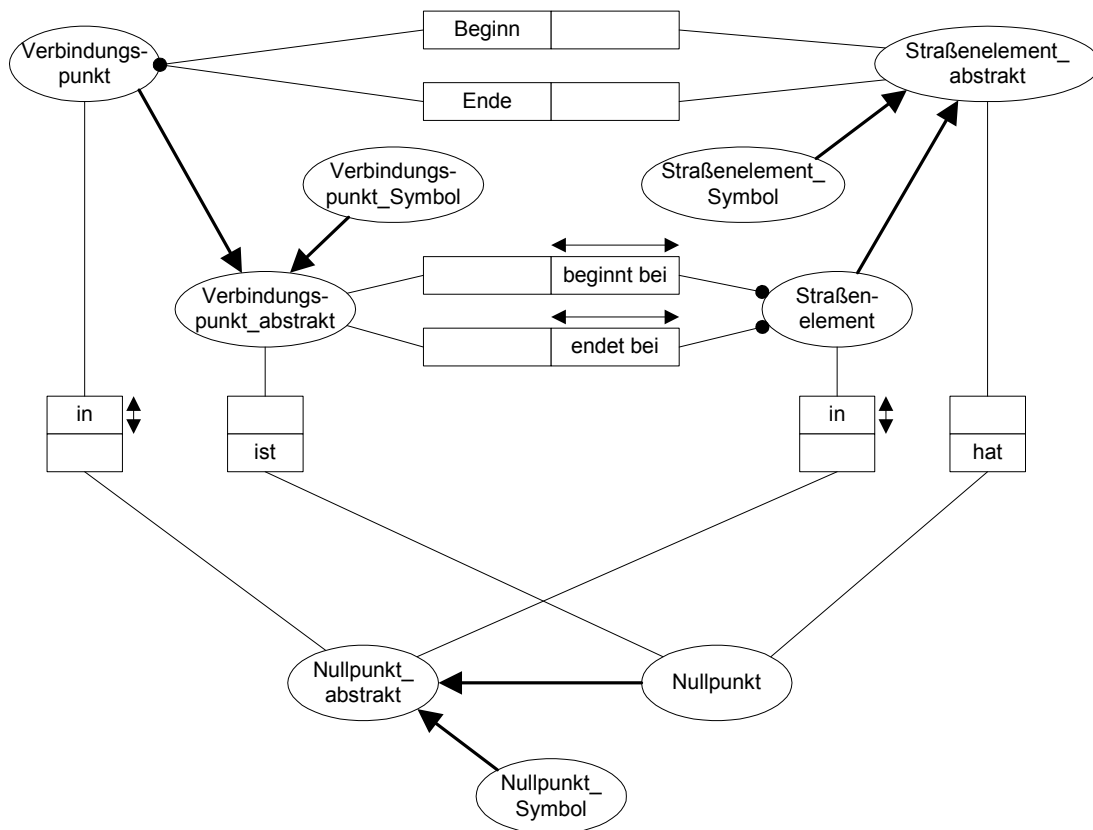 Beginn
Verbindungs-
punkt
Straßenelement_
abstrakt
Ende
Verbindungs-
punkt_Symbol
Straßenelement_
Symbol
beginnt bei
Verbindungs-
punkt_abstrakt
Straßen-
element
endet bei
in
in
ist
hat
Nullpunkt_
abstrakt
Nullpunkt
Nullpunkt_
Symbol